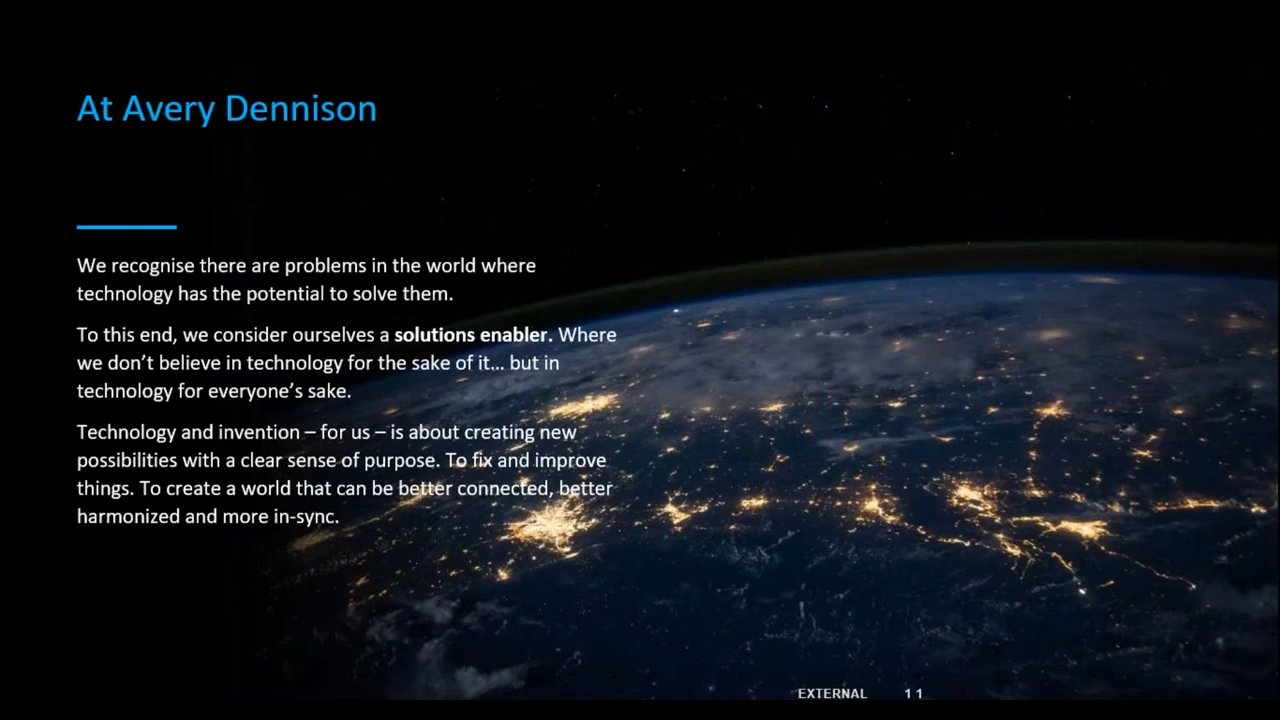 At Avery Dennison
We recognise there are problems in the world where
technology has the potential to solve them.
To this end, we consider ourselves a solutions enabler. Where
we don’t believe in technology for the sake of it… but in
technology for everyone’s sake.
Technology and invention – for us – is about creating new
possibilities with a clear sense of purpose. To fix and improve
things. To create a world that can be better connected, better
harmonized and more in-sync.
EXTERNAL 11